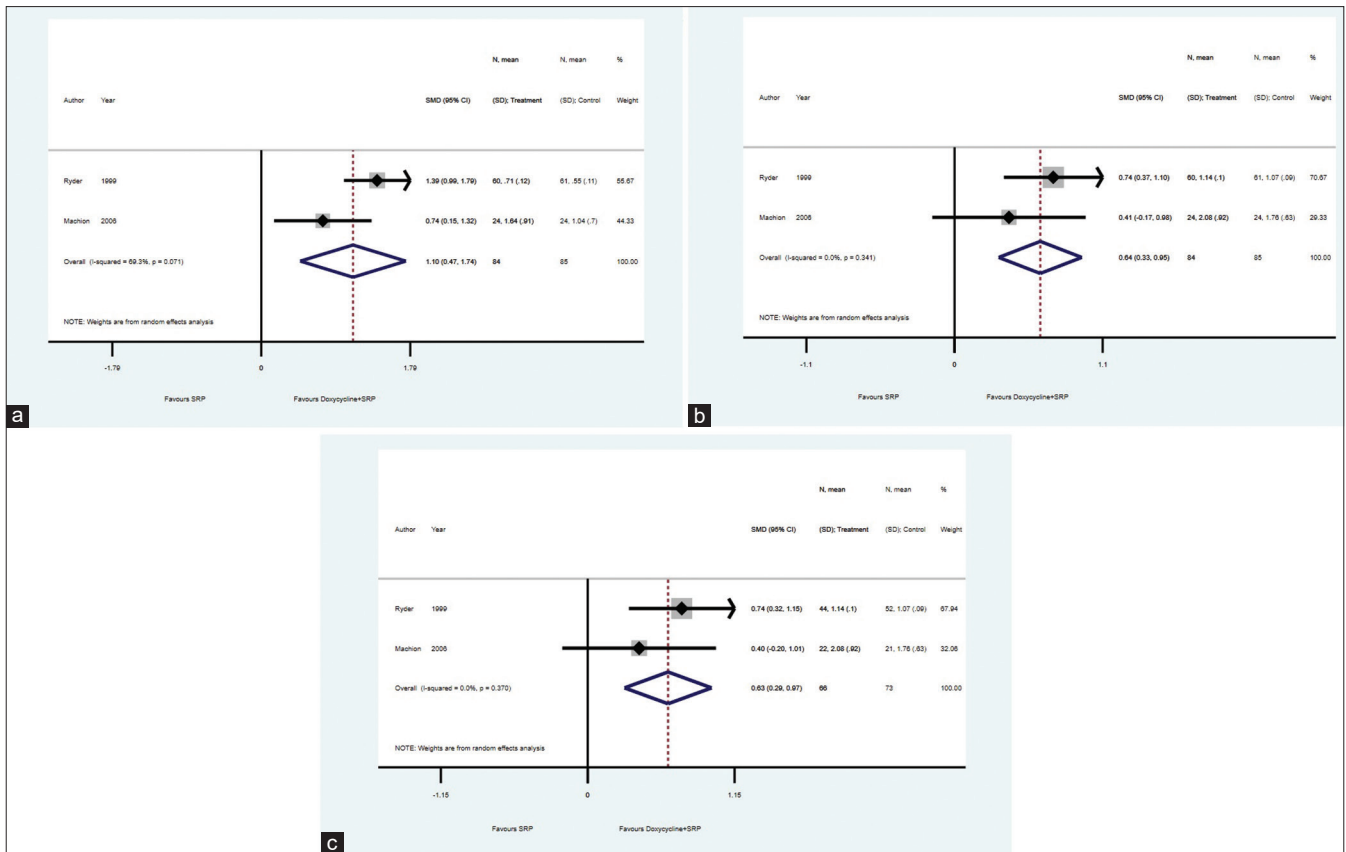 N, mean N, mean %
Author Year SMD (95% CI) (SD); Treatment (SD); Control Weight
Ryder 1999 1.39 (0.99, 1.79) 60, .71 (.12) 61, .55 (.11) 55.67
Machion 2006 0.74 (0.15, 1.32) 24, 1.64 (.91) 24, 1.04 (.7) 44.33
Overall (I-squared = 69.3%, p = 0.071) 1.10 (0.47, 1.74) 84 85 100.00
NOTE: Weights are from random effects analysis
-1.79 0 1.79
Favours SRP Favours Doxycycline+SRP
a
N, mean N, mean %
Author Year SMD (95% CI) (SD); Treatment (SD); Control Weight
Ryder 1999 0.74 (0.37, 1.10) 60, 1.14 (.1) 61, 1.07 (.09) 70.67
Machion 2006 0.41 (-0.17, 0.98) 24, 2.08 (.92) 24, 1.76 (.63) 29.33
Overall (I-squared = 0.0%, p = 0.341) 0.64 (0.33, 0.95) 84 85 100.00
NOTE: Weights are from random effects analysis
-1.1 0 1.1
Favours SRP Favours Doxycycline+SRP
b
N, mean N, mean %
Author Year SMD (95% CI) (SD); Treatment (SD); Control Weight
Ryder 1999 0.74 (0.32, 1.15) 44, 1.14 (.1) 52, 1.07 (.09) 67.94
Machion 2006 0.40 (-0.20, 1.01) 22, 2.08 (.92) 21, 1.76 (.63) 32.06
Overall (I-squared = 0.0%, p = 0.370) 0.63 (0.29, 0.97) 66 73 100.00
NOTE: Weights are from random effects analysis
-1.15 0 1.15
Favours SRP Favours Doxycycline+SRP
c